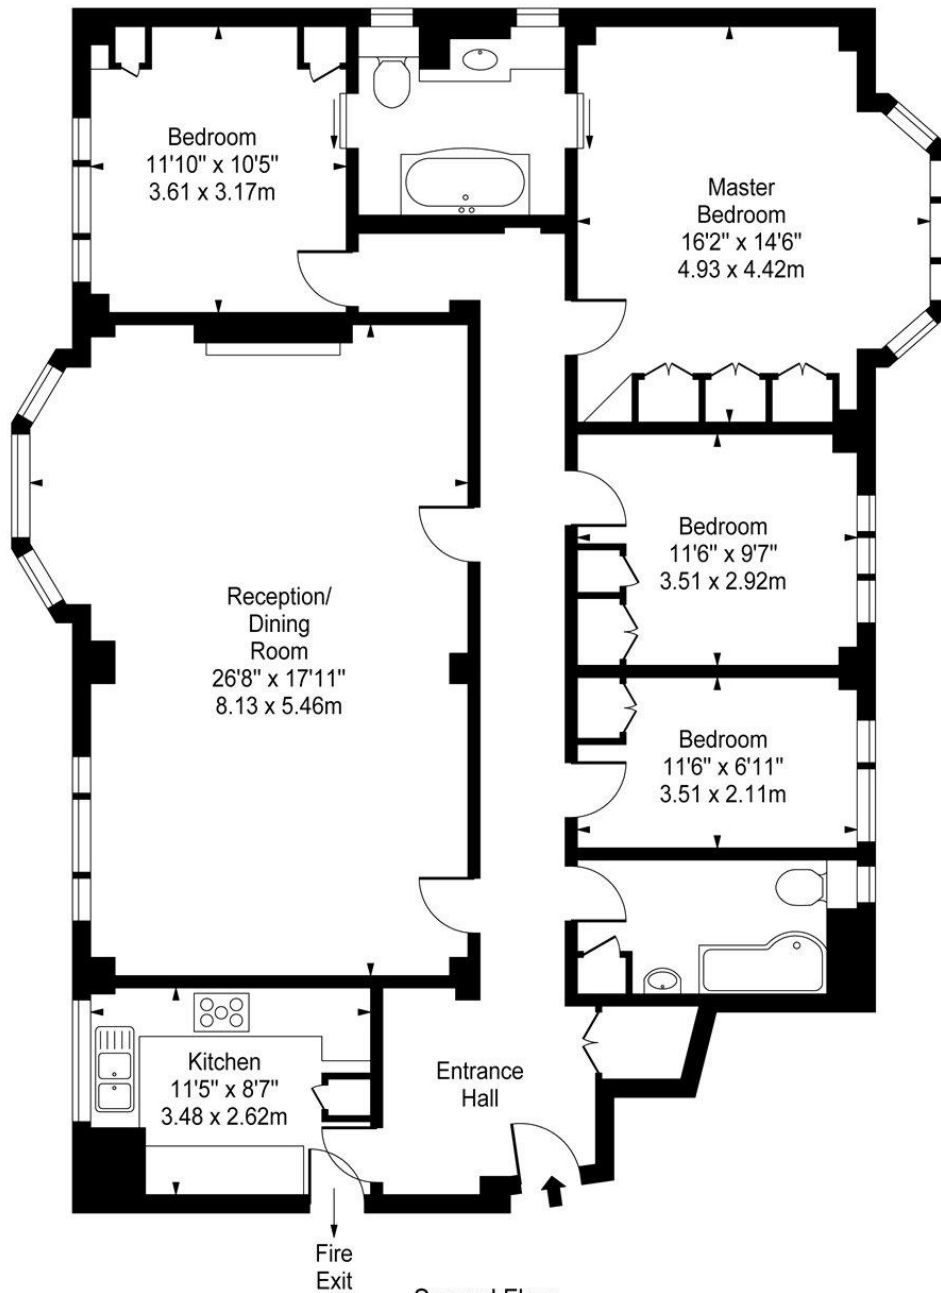 Bedroom
11'10" x 10'5"
3.61 x 3.17m
Master
Bedroom
16'2" x 14'6"
4.93 x 4.42m
Bedroom
11'6" x 9'7"
3.51 x 2.92m
Reception/
Dining
Room
26'8" x 17'11"
8.13 x 5.46m
Bedroom
11'6" x 6'11"
3.51 x 2.11m
Kitchen
11'5" x 8'7"
3.48 x 2.62m
Entrance
Hall
Fire
Exit